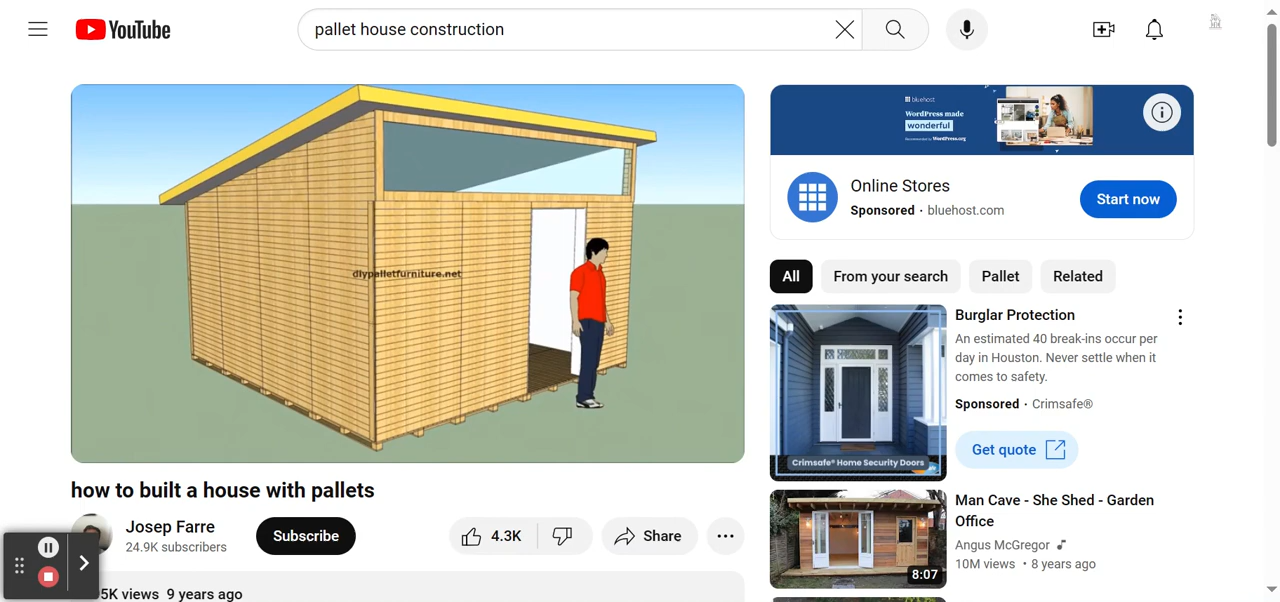 YouTube
pallet house construction
diypalletfurniture.net
how to built a house with pallets
Josep Farre
24.9K subscribers
Subscribe
4.3K
Share
5K views 9 years ago
bluehost
WordPress made
wonderful
WordPress.org
Online Stores
Sponsored · bluehost.com
Start now
All
From your search
Pallet
Related
Burglar Protection
An estimated 40 break-ins occur per
day in Houston. Never settle when it
comes to safety.
Sponsored · Crimsafe®
Get quote
Crimsafe® Home Security Doors
Man Cave - She Shed - Garden
Office
Angus McGregor
10M views • 8 years ago
8:07